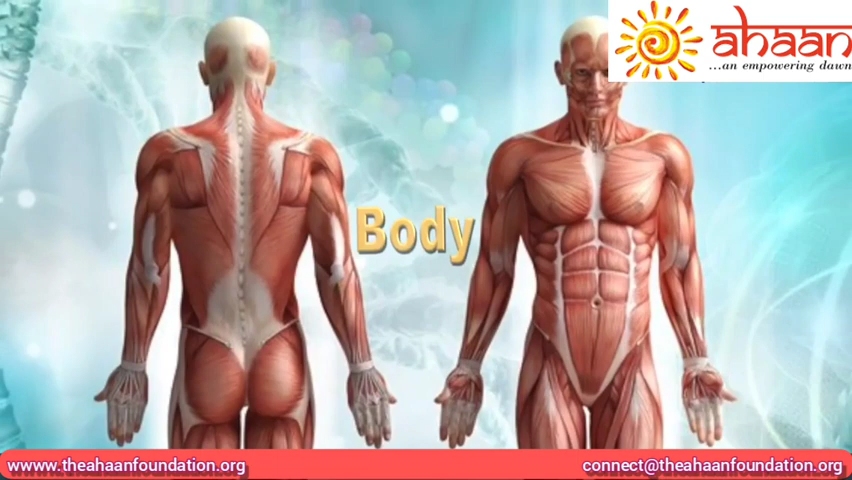 ahaan
...an empowering dawn
Body
www.theahaanfoundation.org
connect@theahaanfoundation.org